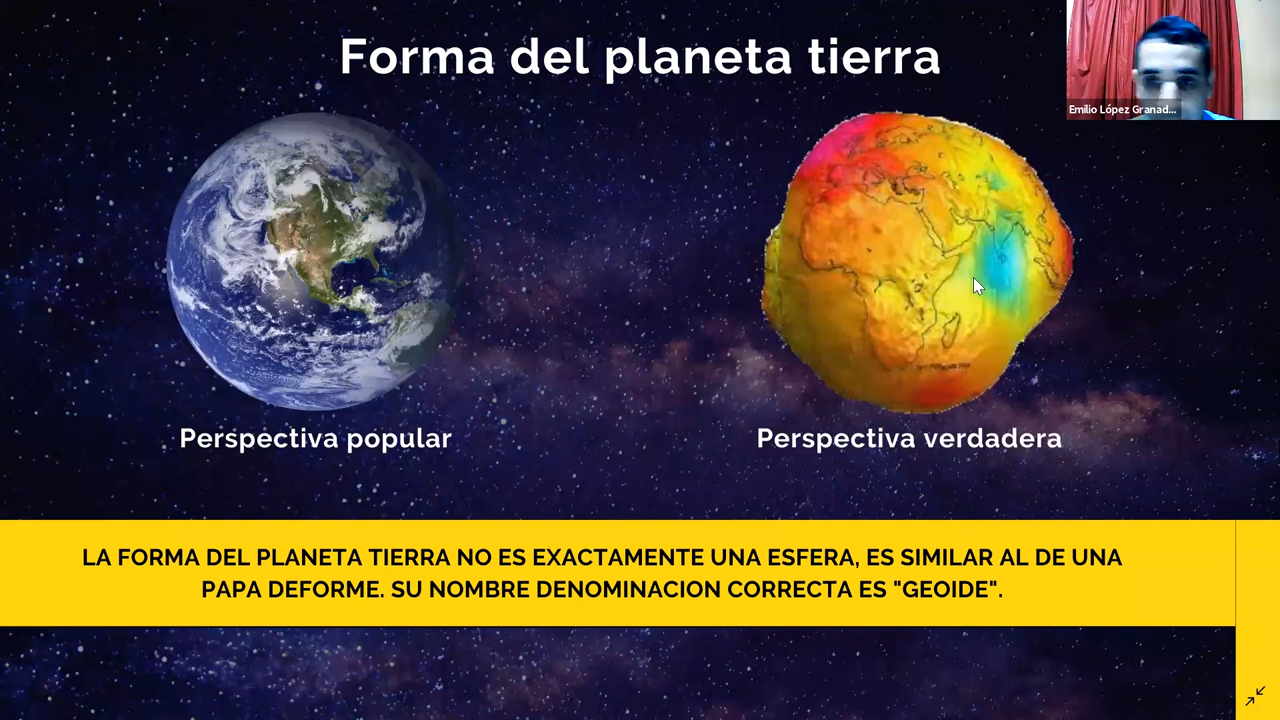 Forma del planeta tierra
Emilio López Granad...
Perspectiva popular
Perspectiva verdadera
LA FORMA DEL PLANETA TIERRA NO ES EXACTAMENTE UNA ESFERA, ES SIMILAR AL DE UNA
PAPA DEFORME. SU NOMBRE DENOMINACION CORRECTA ES "GEOIDE".